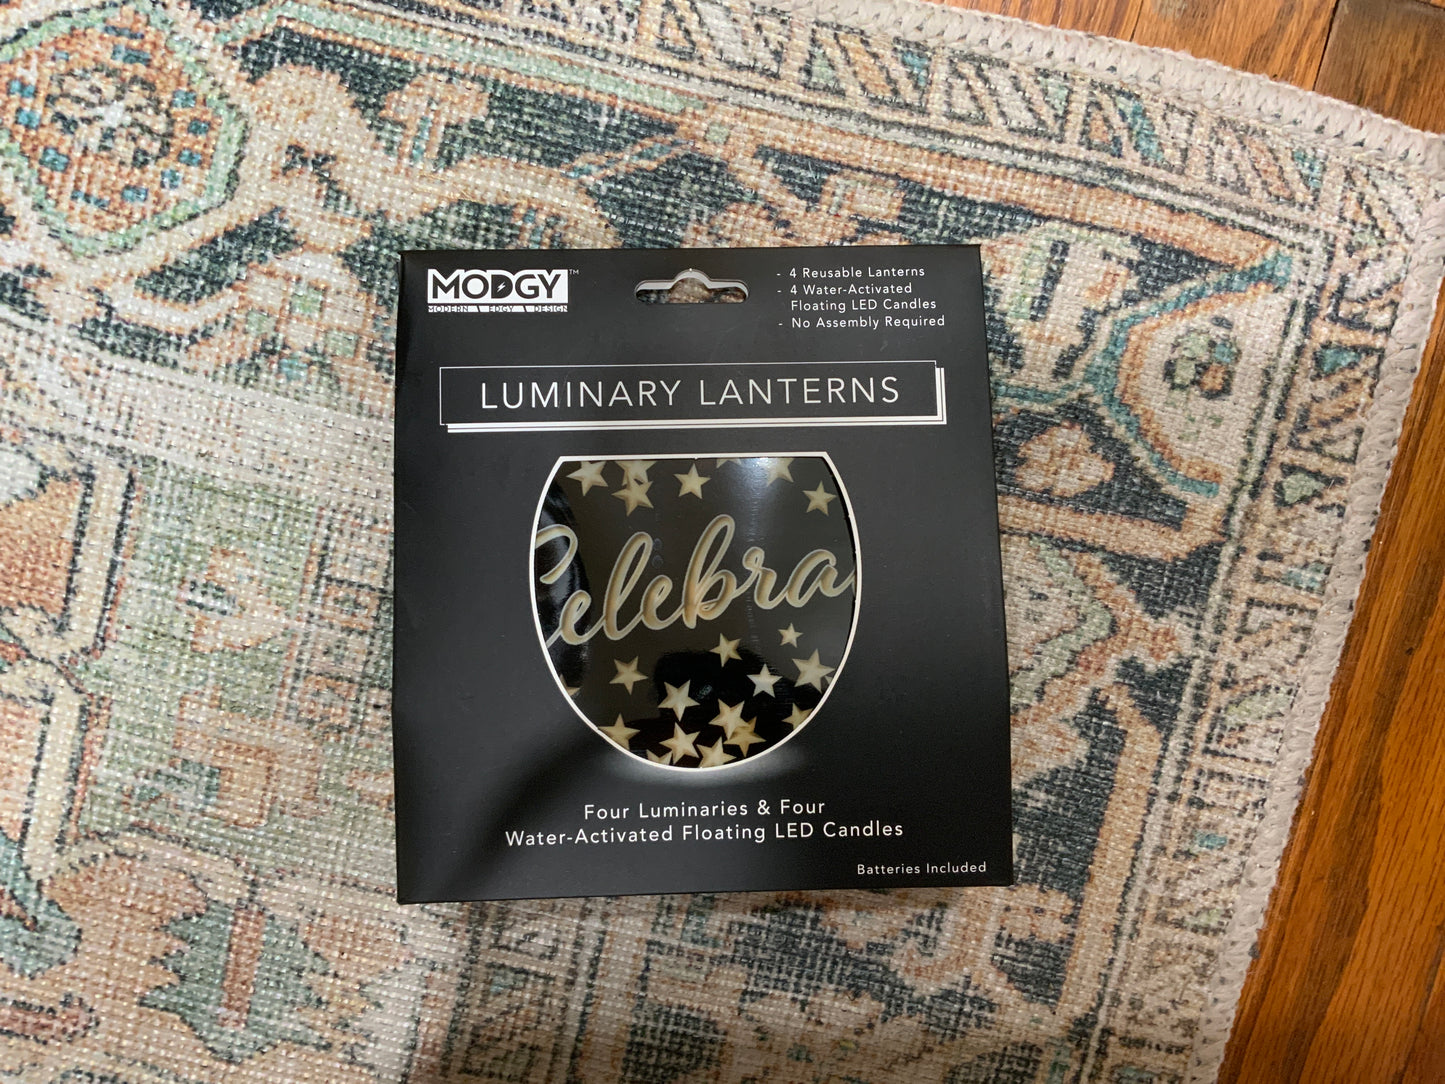 MODGY™
MODERN \ EDGY \ DESIGN
- 4 Reusable Lanterns
- 4 Water-Activated
Floating LED Candles
- No Assembly Required
LUMINARY LANTERNS
Celebra
Four Luminaries & Four
Water-Activated Floating LED Candles
Batteries Included